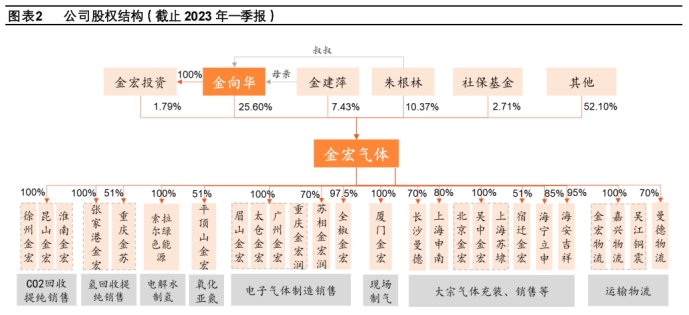 图表2 公司股权结构（截止 2023 年一季报）
叔叔
金宏投资 100% 金向华 母亲 金建萍 朱根林 社保基金 其他
1.79% 25.60% 7.43% 10.37% 2.71% 52.10%
金宏气体
100% 100% 51% 100% 51% 100% 70% 97.5% 100% 70% 80% 100% 51% 85% 95% 100% 70%
徐州金宏
昆山金宏
淮南金宏
张家港金宏
重庆金苏
索拉尔绿色能源
平顶山金宏
眉山金宏
太仓金宏
广州金宏
重庆金宏润
苏相金宏润
全椒金宏
厦门金宏
长沙曼德
上海申南
北京金宏
吴中金宏
上海苏埭
宿迁金宏
海宁立申
海安吉祥
金宏物流
嘉兴物流
吴江铜震
曼德物流
CO2回收
提纯销售
氢回收提
纯销售
电解水
制氢
氧化
亚氮
电子气体制造销售
现场
制气
大宗气体充装、销售等
运输物流